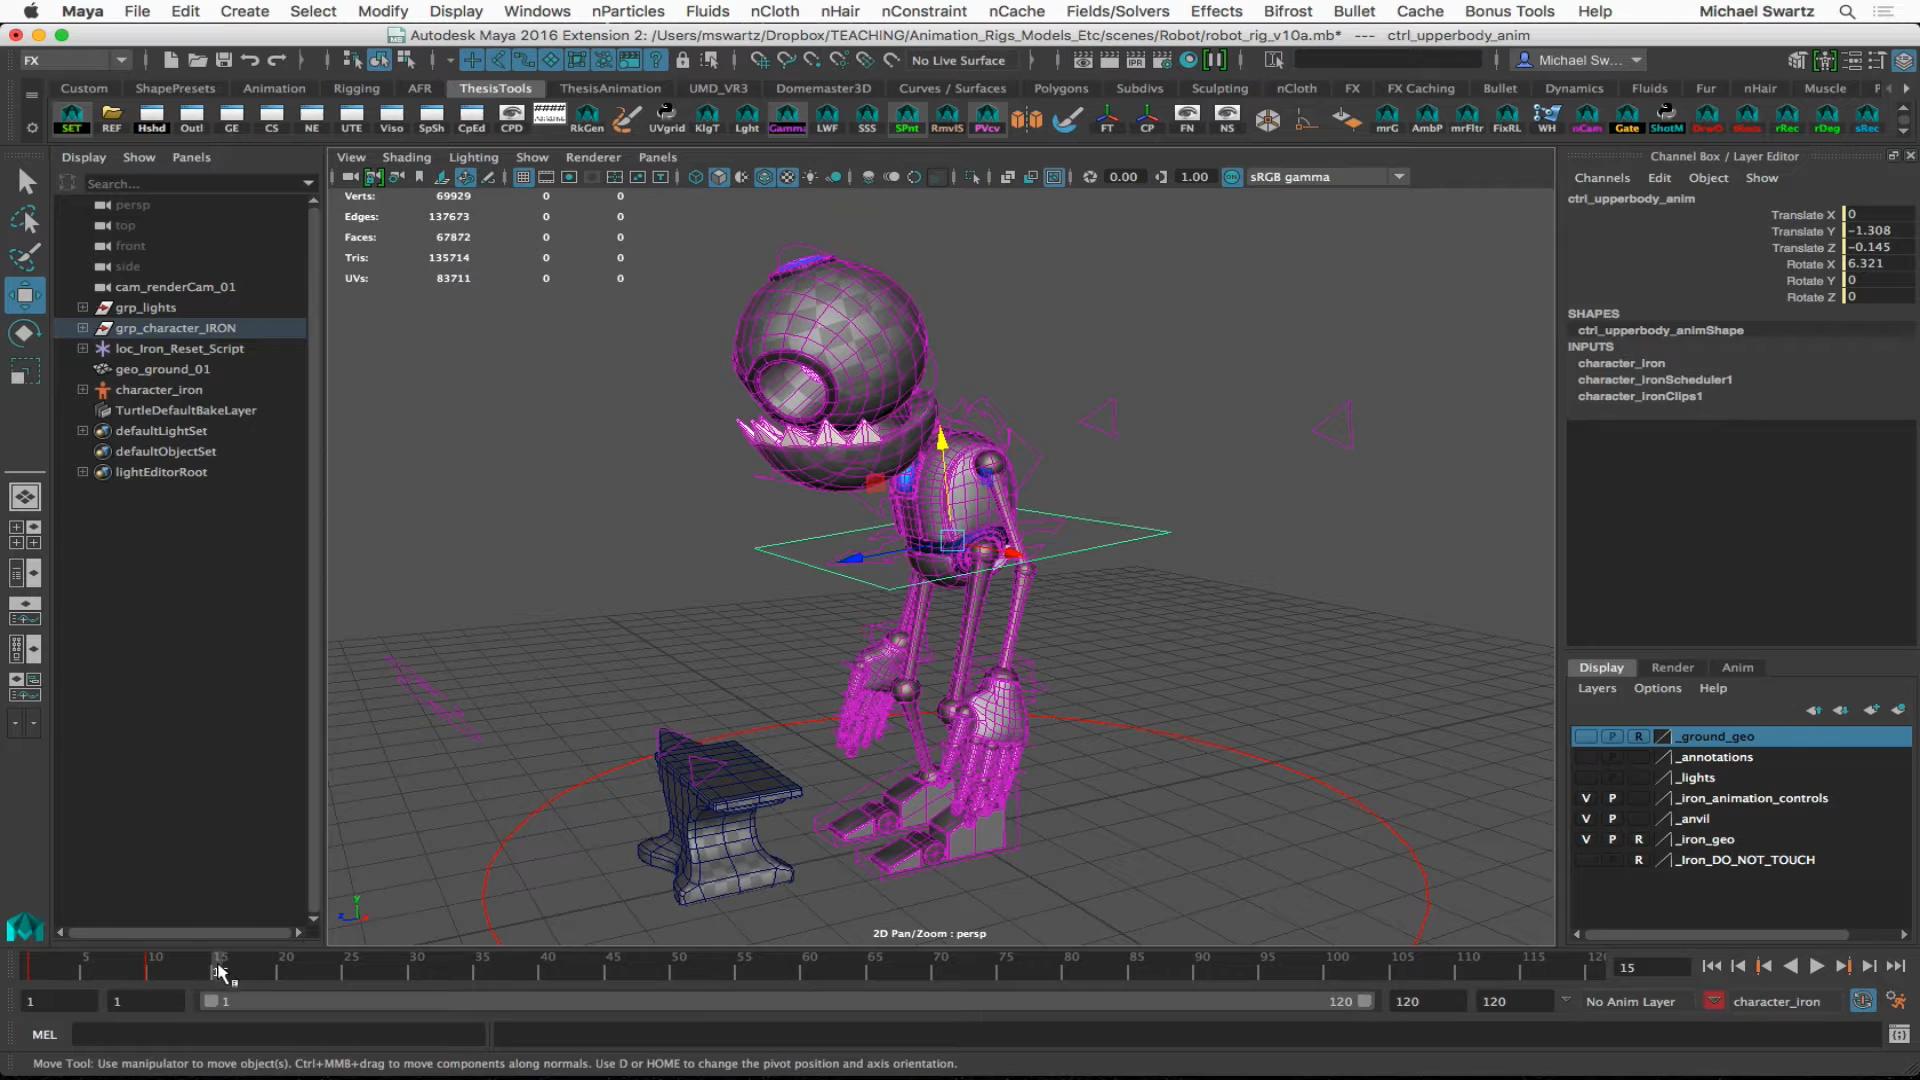 Maya File Edit Create Select Modify Display Windows nParticles Fluids nCloth nHair nConstraint nCache Fields/Solvers Effects Bifrost Bullet Cache Bonus Tools Help Michael Swartz
Autodesk Maya 2016 Extension 2: /Users/mswartz/Dropbox/TEACHING/Animation_Rigs_Models_Etc/scenes/Robot/robot_rig_v10a.mb* --- ctrl_upperbody_anim
FX No Live Surface Michael Sw...
Custom ShapePresets Animation Rigging AFR ThesisTools ThesisAnimation UMD_VR3 Domemaster3D Curves / Surfaces Polygons Subdivs Sculpting nCloth FX FX Caching Bullet Dynamics Fluids Fur nHair Muscle
SET REF Hshd Outl GE CS NE UTE Viso SpSh CpEd CPD RkGen UVgrid KlgT Lght Gamma LWF SSS SPnt RmvIS PVcv FT CP FN NS mrG AmbP mrFltr FixRL WH nCam Gate ShotM rRec rDeg sRec
Display Show Panels
Search...
persp
top
front
side
cam_renderCam_01
grp_lights
grp_character_IRON
loc_Iron_Reset_Script
geo_ground_01
character_iron
TurtleDefaultBakeLayer
defaultLightSet
defaultObjectSet
lightEditorRoot
View Shading Lighting Show Renderer Panels
0.00 1.00 sRGB gamma
Verts: 69929 0 0
Edges: 137673 0 0
Faces: 67872 0 0
Tris: 135714 0 0
UVs: 83711 0 0
2D Pan/Zoom : persp
Channel Box / Layer Editor
Channels Edit Object Show
ctrl_upperbody_anim
Translate X 0
Translate Y -1.308
Translate Z -0.145
Rotate X 6.321
Rotate Y 0
Rotate Z 0
SHAPES
ctrl_upperbody_animShape
INPUTS
character_iron
character_ironScheduler1
character_ironClips1
Display Render Anim
Layers Options Help
P R _ground_geo
_annotations
_lights
V P _iron_animation_controls
V P _anvil
V P R _iron_geo
R _Iron_DO_NOT_TOUCH
5 10 15 20 25 30 35 40 45 50 55 60 65 70 75 80 85 90 95 100 105 110 115 120 15
1 1 1 120 120 120 No Anim Layer character_iron
MEL
Move Tool: Use manipulator to move object(s). Ctrl+MMB+drag to move components along normals. Use D or HOME to change the pivot position and axis orientation.